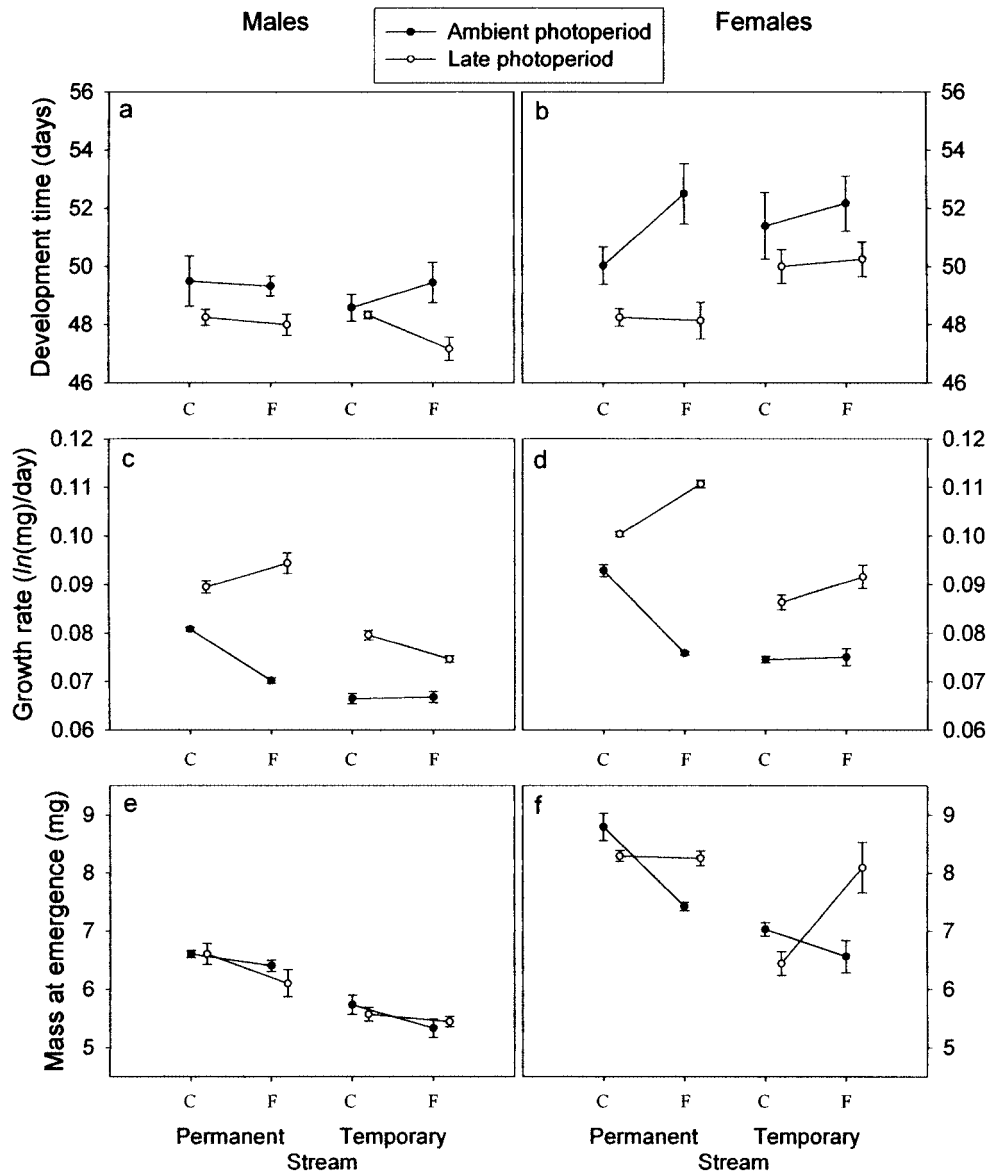 Males
Females
Ambient photoperiod
Late photoperiod
Development time (days)
a
56
54
52
50
48
46
C F C F
b
56
54
52
50
48
46
C F C F
Growth rate (ln(mg)/day)
c
0.12
0.11
0.10
0.09
0.08
0.07
0.06
C F C F
d
0.12
0.11
0.10
0.09
0.08
0.07
0.06
C F C F
Mass at emergence (mg)
e
9
8
7
6
5
C F C F
Permanent Temporary
Stream
f
9
8
7
6
5
C F C F
Permanent Temporary
Stream